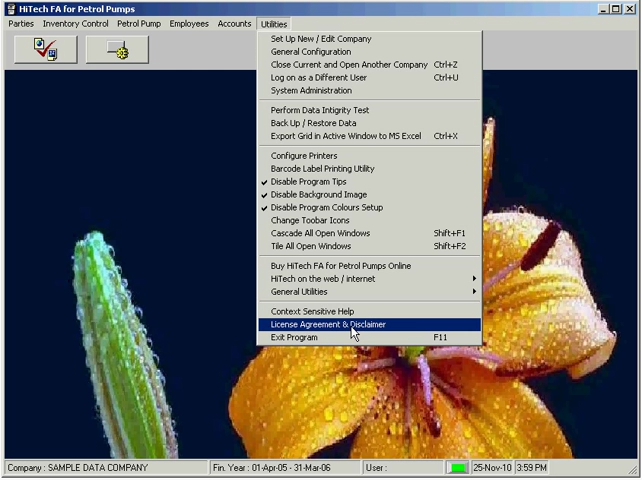 HiTech FA for Petrol Pumps
Parties Inventory Control Petrol Pump Employees Accounts Utilities
Set Up New / Edit Company
General Configuration
Close Current and Open Another Company Ctrl+Z
Log on as a Different User Ctrl+U
System Administration
Perform Data Intigrity Test
Back Up / Restore Data
Export Grid in Active Window to MS Excel Ctrl+X
Configure Printers
Barcode Label Printing Utility
Disable Program Tips
Disable Background Image
Disable Program Colours Setup
Change Toobar Icons
Cascade All Open Windows Shift+F1
Tile All Open Windows Shift+F2
Buy HiTech FA for Petrol Pumps Online
HiTech on the web / internet
General Utilities
Context Sensitive Help
License Agreement & Disclaimer
Exit Program F11
Company : SAMPLE DATA COMPANY Fin. Year : 01-Apr-05 - 31-Mar-06 User : 25-Nov-10 3:59 PM